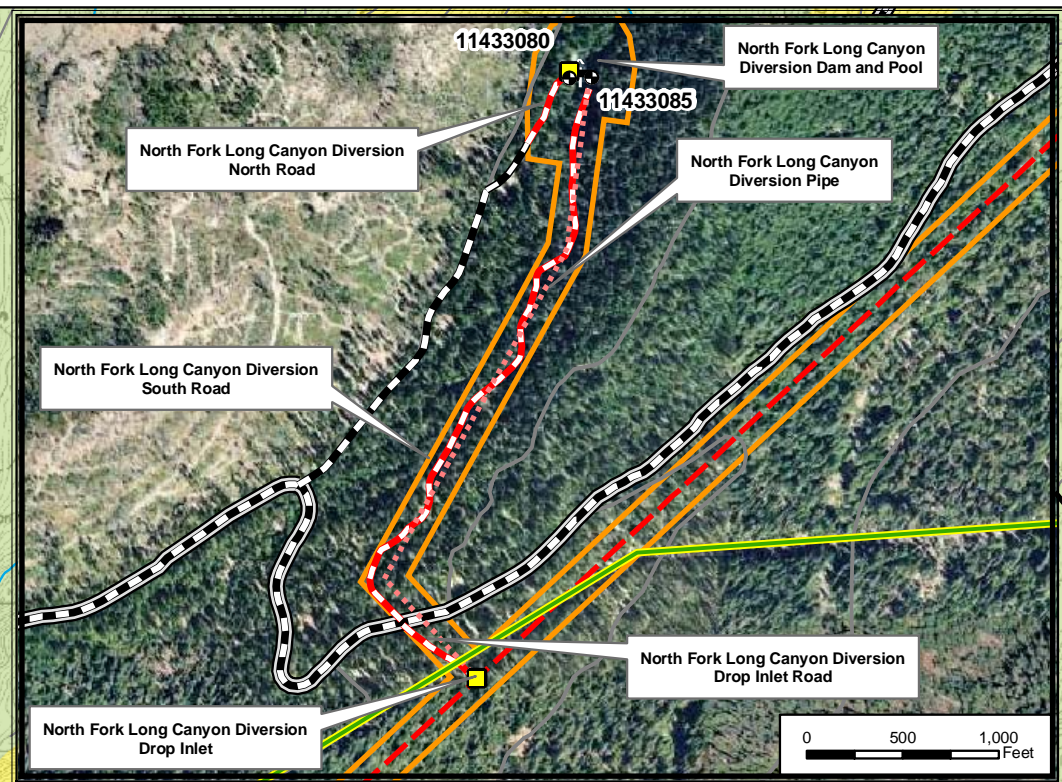 11433080
North Fork Long Canyon
Diversion Dam and Pool
11433085
North Fork Long Canyon Diversion
North Road
North Fork Long Canyon
Diversion Pipe
North Fork Long Canyon Diversion
South Road
North Fork Long Canyon Diversion
Drop Inlet Road
North Fork Long Canyon Diversion
Drop Inlet
0 500 1,000
Feet